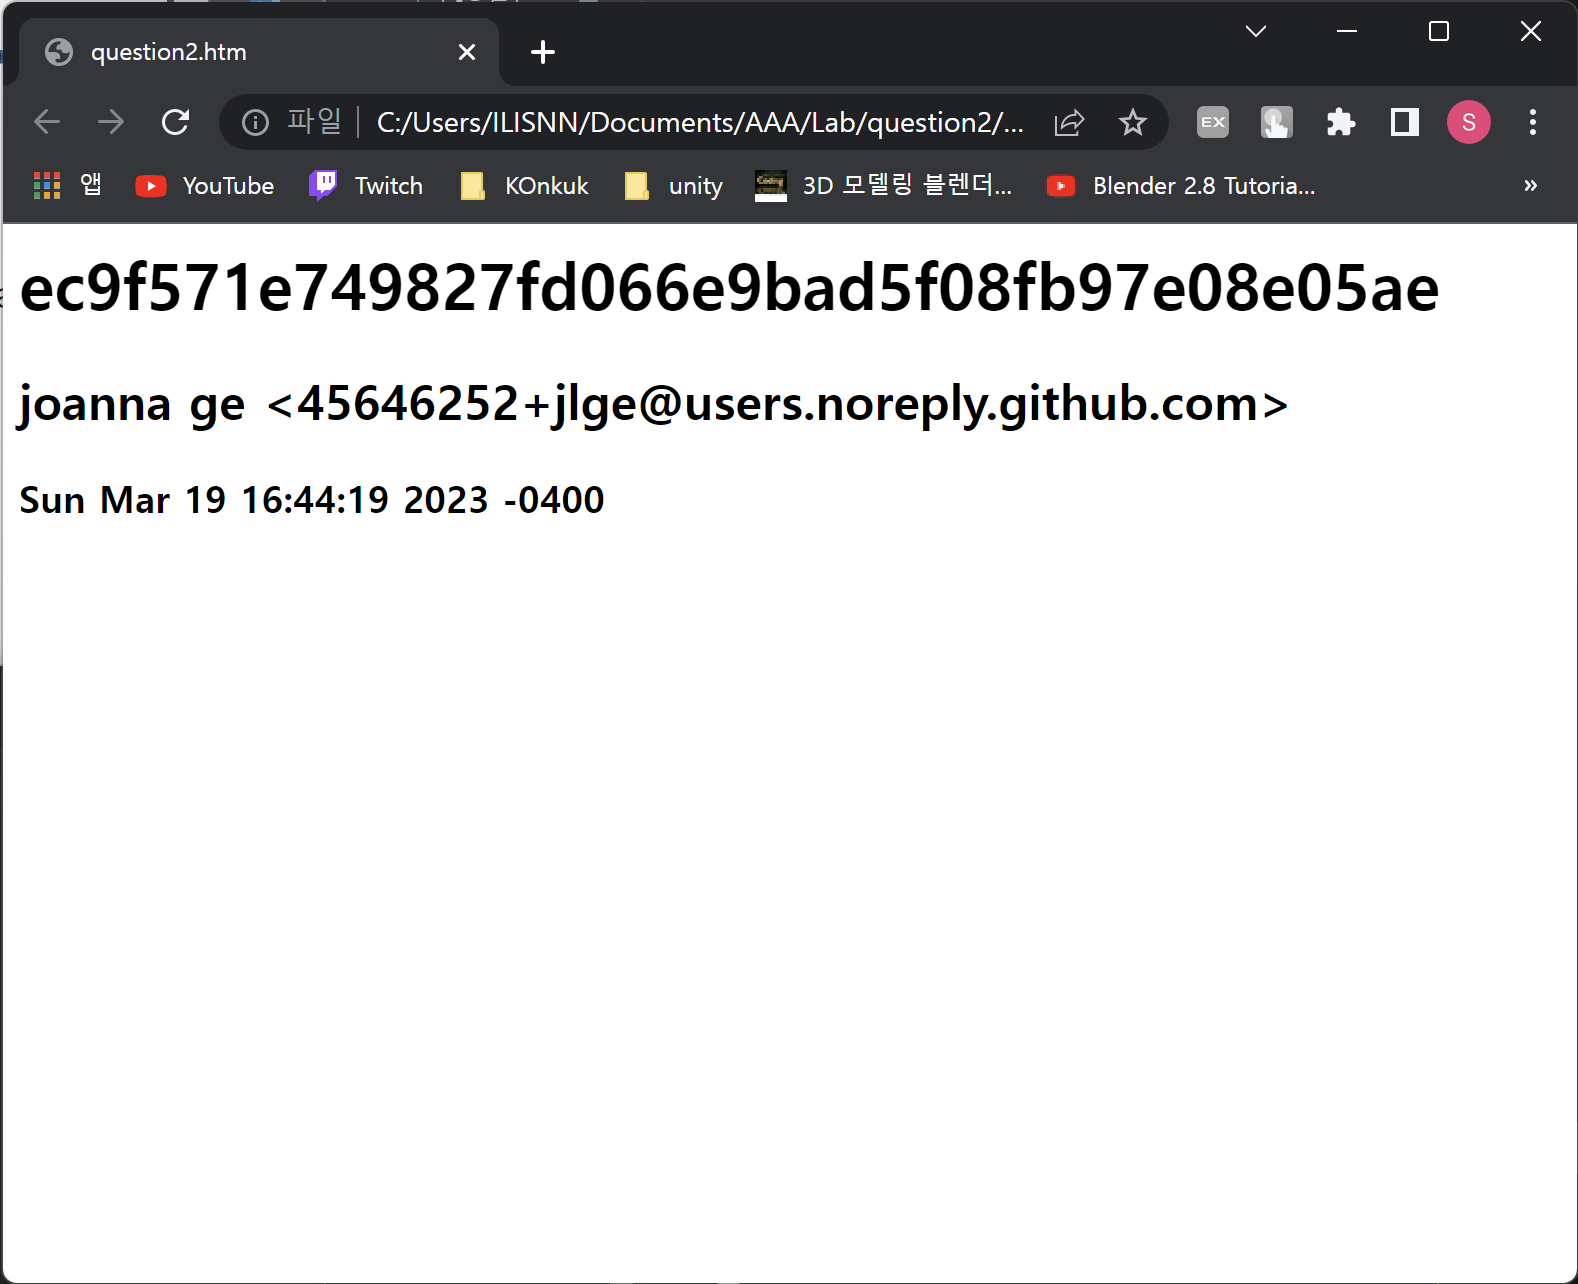 question2.htm
파일 C:/Users/ILISNN/Documents/AAA/Lab/question2/... EX S
앱 YouTube Twitch KOnkuk unity 3D 모델링 블렌더... Blender 2.8 Tutoria... »
ec9f571e749827fd066e9bad5f08fb97e08e05ae
joanna ge <45646252+jlge@users.noreply.github.com>
Sun Mar 19 16:44:19 2023 -0400